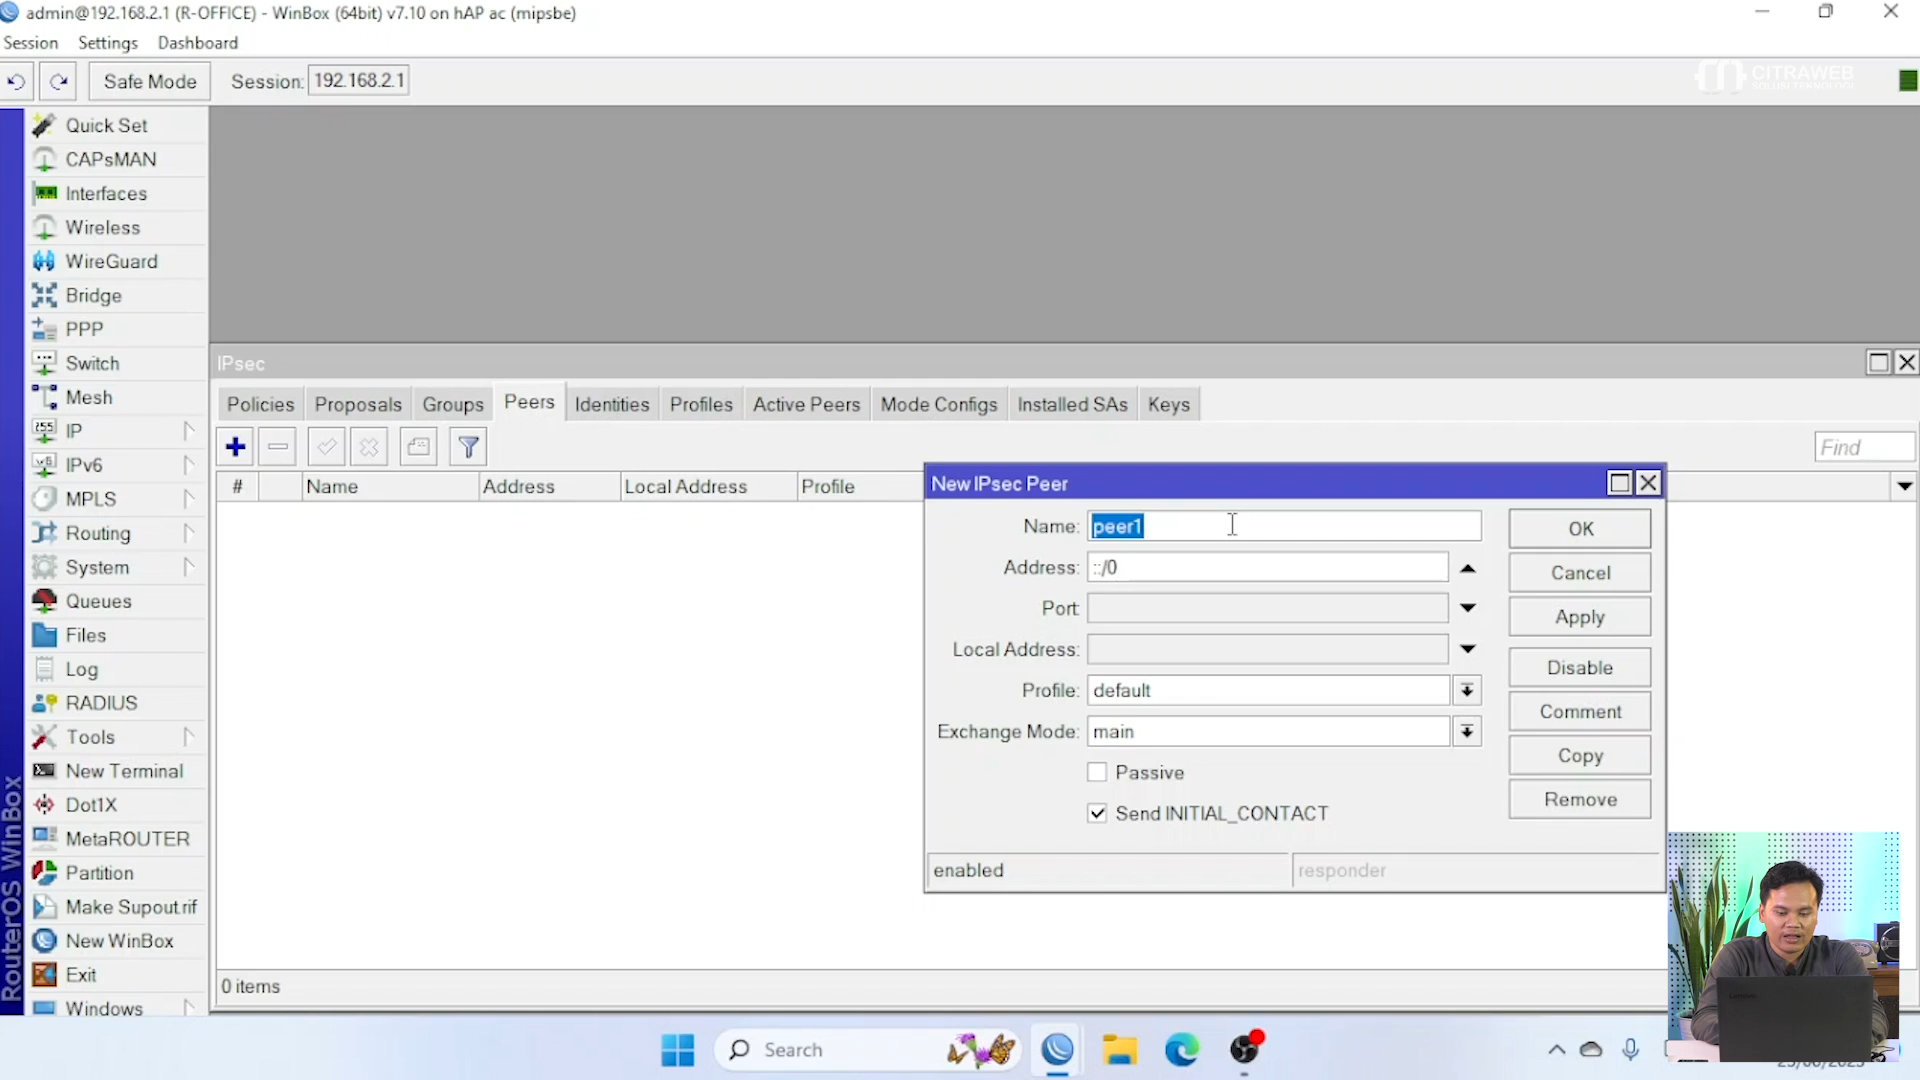 admin@192.168.2.1 (R-OFFICE) - WinBox (64bit) v7.10 on hAP ac (mipsbe)
Session Settings Dashboard
Safe Mode Session: 192.168.2.1
CITRAWEB
SOLUSI TEKNOLOGI
Quick Set
CAPsMAN
Interfaces
Wireless
WireGuard
Bridge
PPP
Switch
Mesh
IP
IPv6
MPLS
Routing
System
Queues
Files
Log
RADIUS
Tools
New Terminal
Dot1X
MetaROUTER
Partition
Make Supout.rif
New WinBox
Exit
Windows
RouterOS WinBox
IPsec
Policies Proposals Groups Peers Identities Profiles Active Peers Mode Configs Installed SAs Keys
Find
# Name Address Local Address Profile
New IPsec Peer
Name: peer1
Address: ::/0
Port:
Local Address:
Profile: default
Exchange Mode: main
Passive
Send INITIAL_CONTACT
OK
Cancel
Apply
Disable
Comment
Copy
Remove
enabled responder
0 items
Search